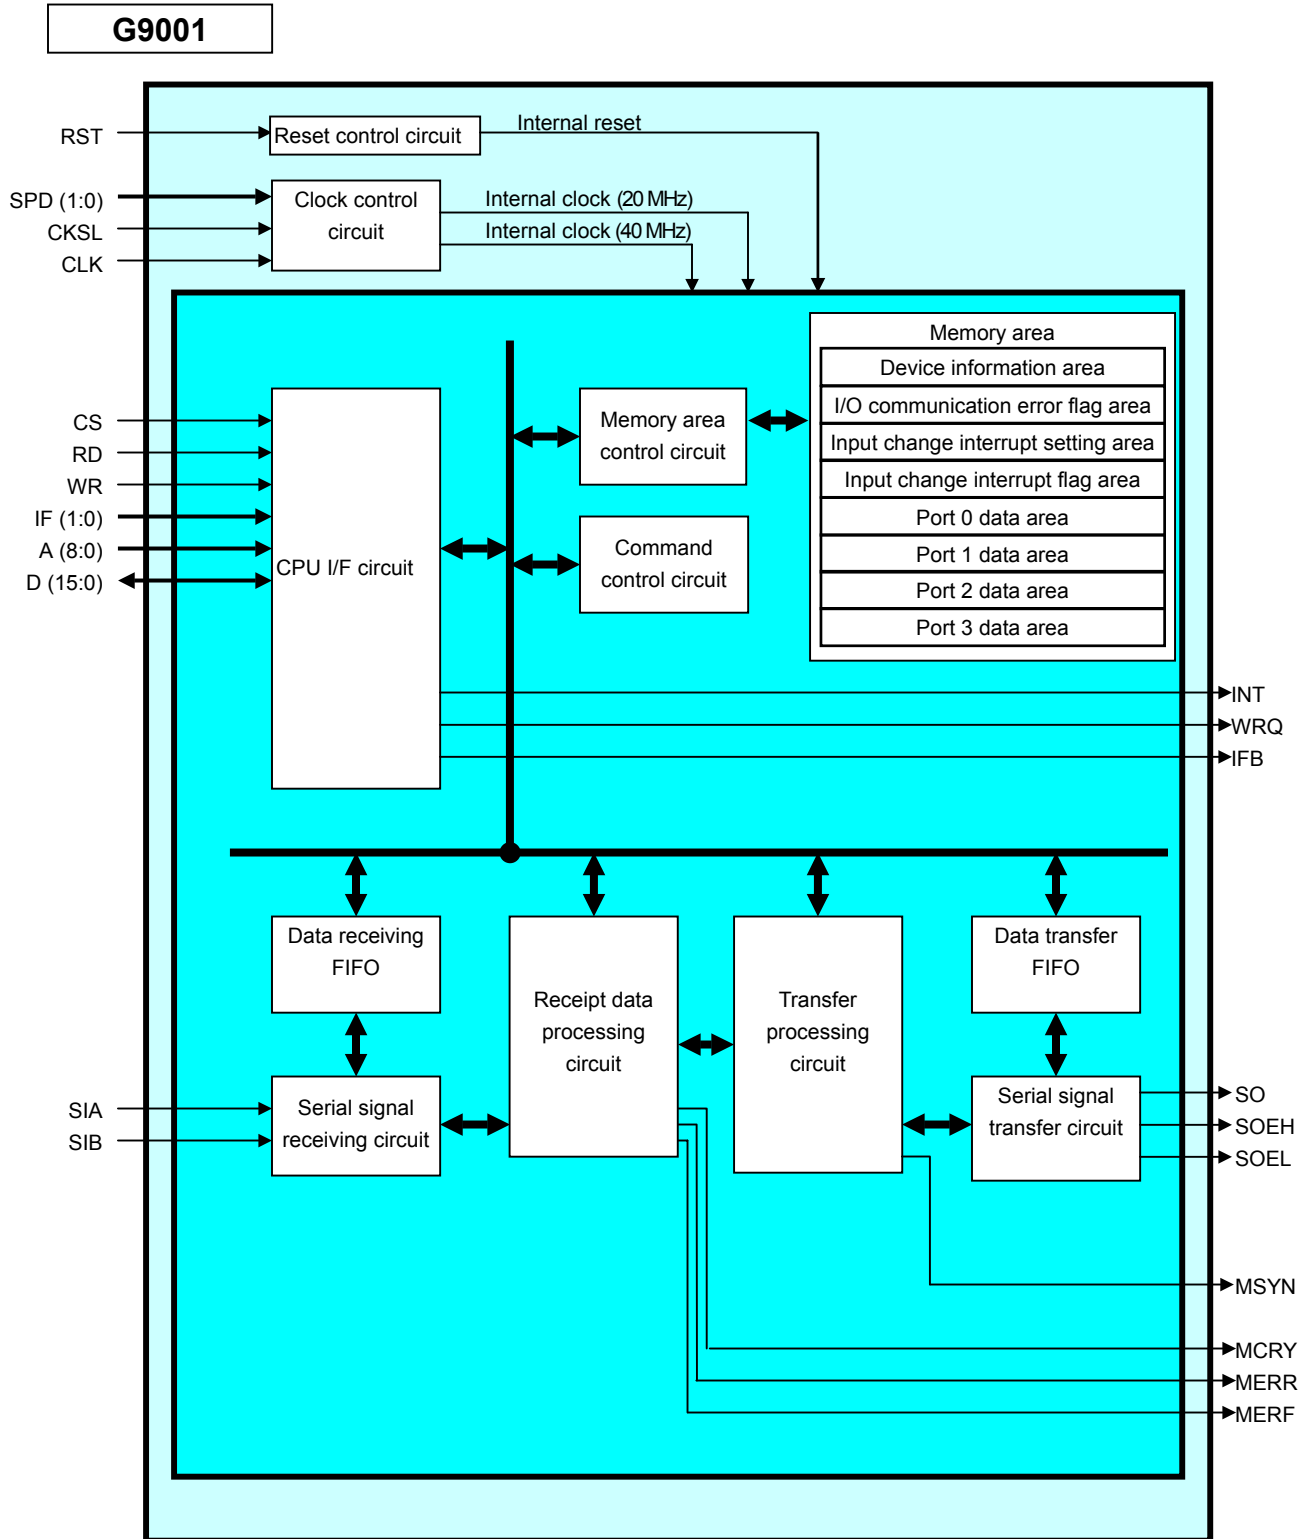 G9001
RST
Reset control circuit
Internal reset
SPD (1:0)
CKSL
CLK
Clock control
circuit
Internal clock (20 MHz)
Internal clock (40 MHz)
Memory area
Device information area
I/O communication error flag area
Input change interrupt setting area
Input change interrupt flag area
Port 0 data area
Port 1 data area
Port 2 data area
Port 3 data area
CS
RD
WR
IF (1:0)
A (8:0)
D (15:0)
CPU I/F circuit
Memory area
control circuit
Command
control circuit
INT
WRQ
IFB
Data receiving
FIFO
Receipt data
processing
circuit
Transfer
processing
circuit
Data transfer
FIFO
SIA
SIB
Serial signal
receiving circuit
Serial signal
transfer circuit
SO
SOEH
SOEL
MSYN
MCRY
MERR
MERF